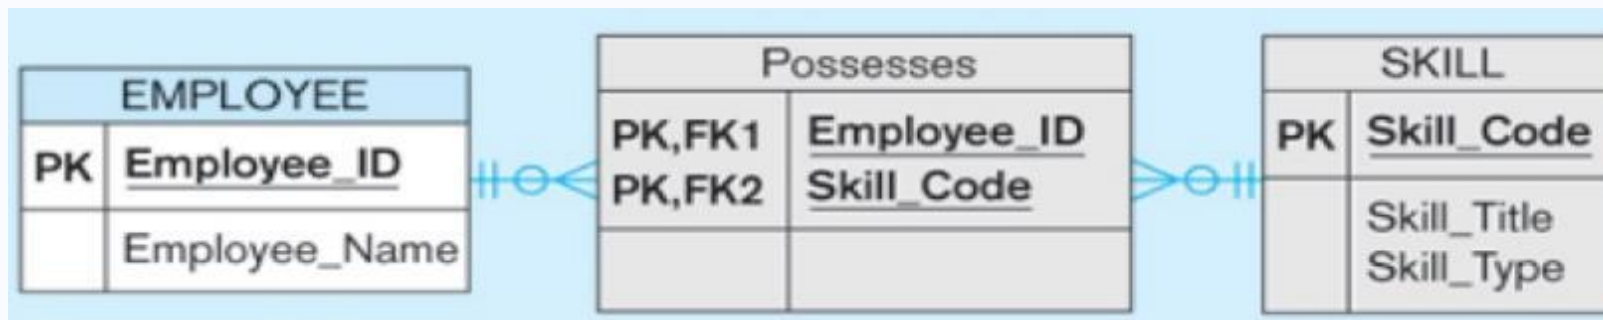 EMPLOYEE
PK Employee_ID
Employee_Name
Possesses
PK,FK1 Employee_ID
PK,FK2 Skill_Code
SKILL
PK Skill_Code
Skill_Title
Skill_Type